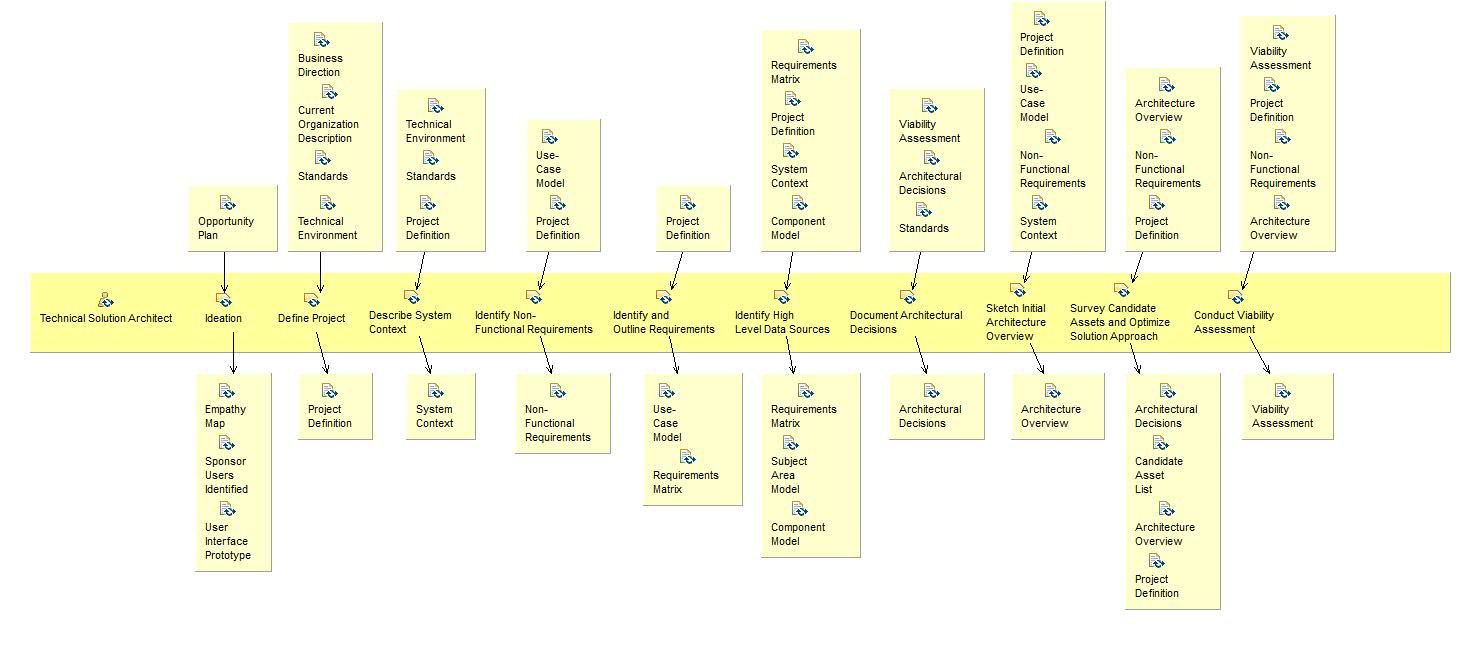 Opportunity
Plan
Business
Direction
Current
Organization
Description
Standards
Technical
Environment
Technical
Environment
Standards
Project
Definition
Use-
Case
Model
Project
Definition
Project
Definition
Requirements
Matrix
Project
Definition
System
Context
Component
Model
Viability
Assessment
Architectural
Decisions
Standards
Project
Definition
Use-
Case
Model
Non-
Functional
Requirements
System
Context
Architecture
Overview
Non-
Functional
Requirements
Project
Definition
Viability
Assessment
Project
Definition
Non-
Functional
Requirements
Architecture
Overview
Technical Solution Architect
Ideation
Define Project
Describe System
Context
Identify Non-
Functional Requirements
Identify and
Outline Requirements
Identify High
Level Data Sources
Document Architectural
Decisions
Sketch Initial
Architecture
Overview
Survey Candidate
Assets and Optimize
Solution Approach
Conduct Viability
Assessment
Empathy
Map
Sponsor
Users
Identified
User
Interface
Prototype
Project
Definition
System
Context
Non-
Functional
Requirements
Use-
Case
Model
Requirements
Matrix
Requirements
Matrix
Subject
Area
Model
Component
Model
Architectural
Decisions
Architecture
Overview
Architectural
Decisions
Candidate
Asset
List
Architecture
Overview
Project
Definition
Viability
Assessment